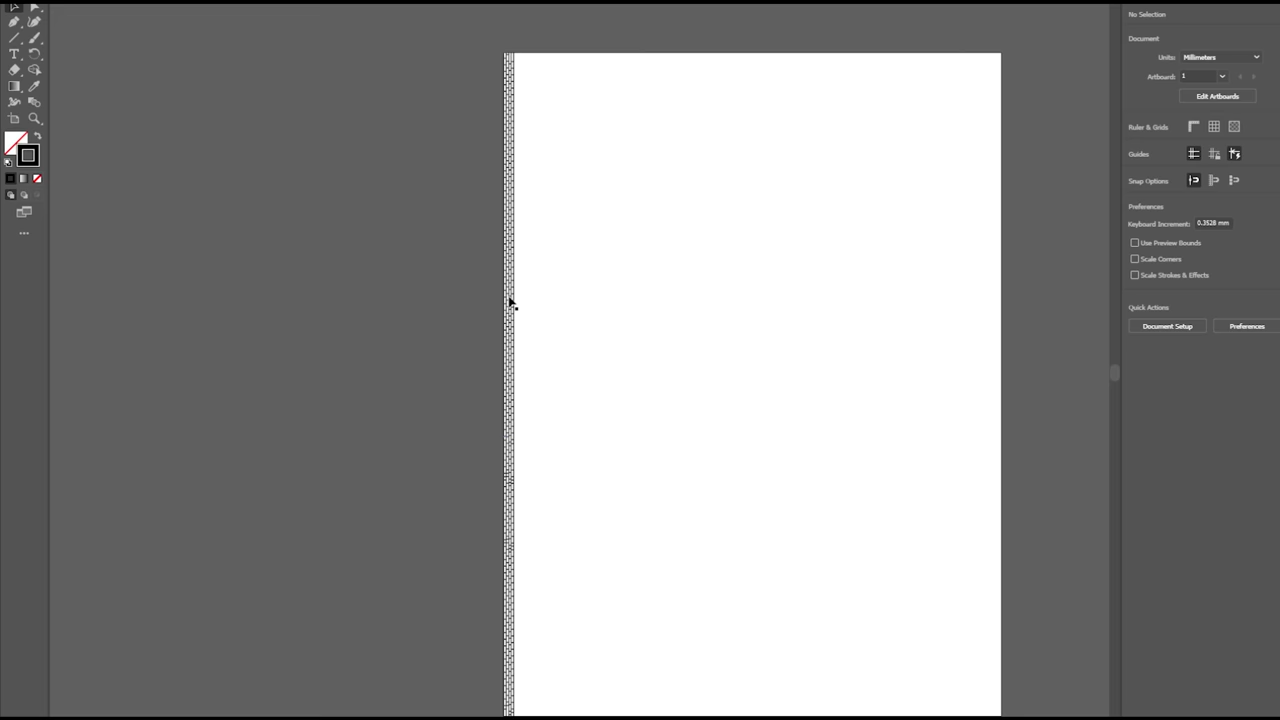 No Selection
Document
Units: Millimeters
Artboard: 1
Edit Artboards
Ruler & Grids
Guides
Snap Options
Preferences
Keyboard Increment: 0.3528 mm
Use Preview Bounds
Scale Corners
Scale Strokes & Effects
Quick Actions
Document Setup Preferences